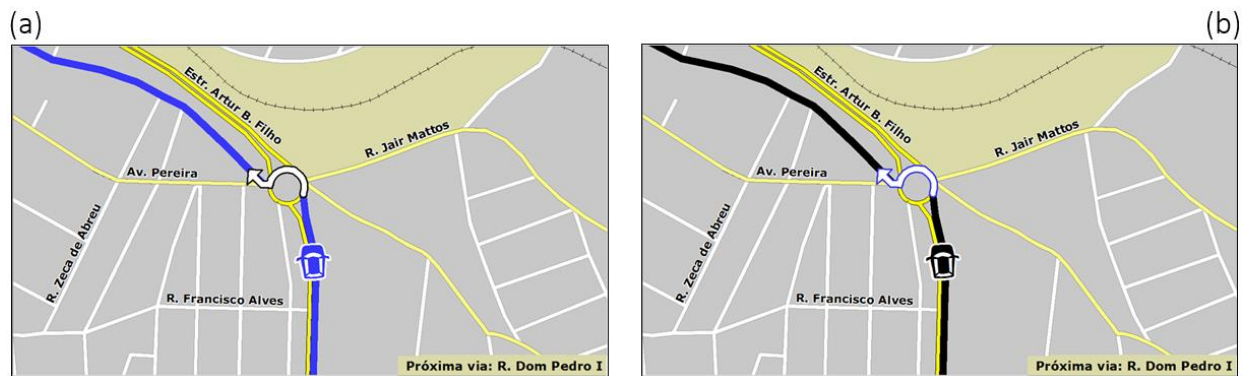 (a)
Estr. Artur B. Filho
R. Jair Mattos
Av. Pereira
R. Zeca de Abreu
R. Francisco Alves
Próxima via: R. Dom Pedro I
(b)
Estr. Artur B. Filho
R. Jair Mattos
Av. Pereira
R. Zeca de Abreu
R. Francisco Alves
Próxima via: R. Dom Pedro I